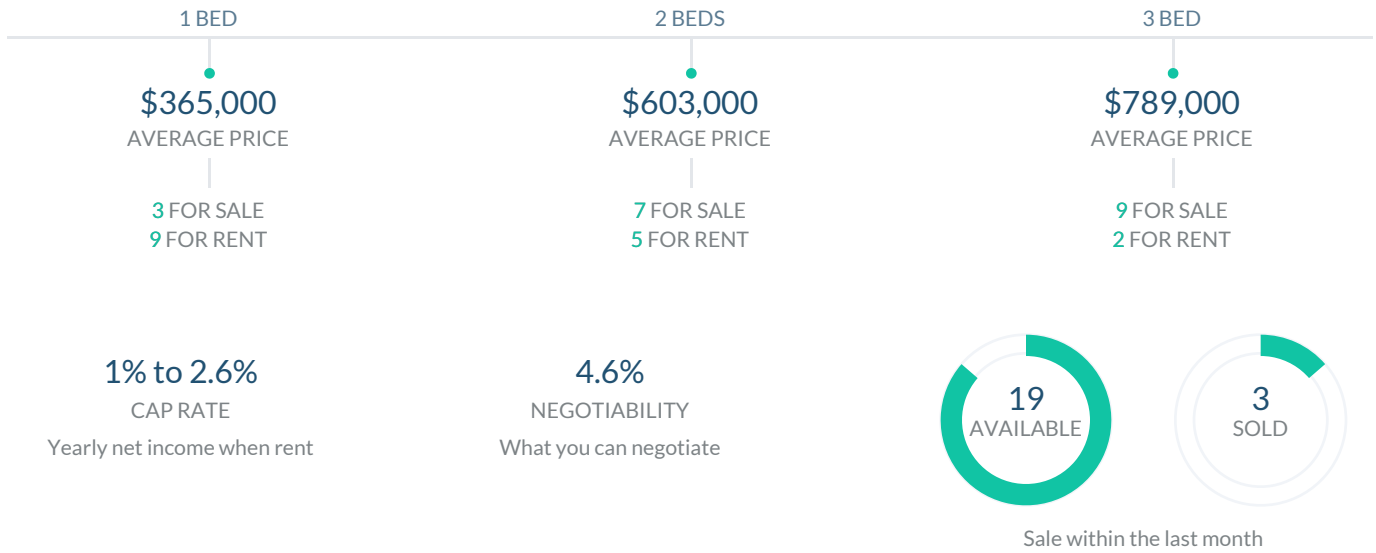 1 BED
$365,000
AVERAGE PRICE
3 FOR SALE
9 FOR RENT
2 BEDS
$603,000
AVERAGE PRICE
7 FOR SALE
5 FOR RENT
3 BED
$789,000
AVERAGE PRICE
9 FOR SALE
2 FOR RENT
1% to 2.6%
CAP RATE
Yearly net income when rent
4.6%
NEGOTIABILITY
What you can negotiate
19
AVAILABLE
3
SOLD
Sale within the last month